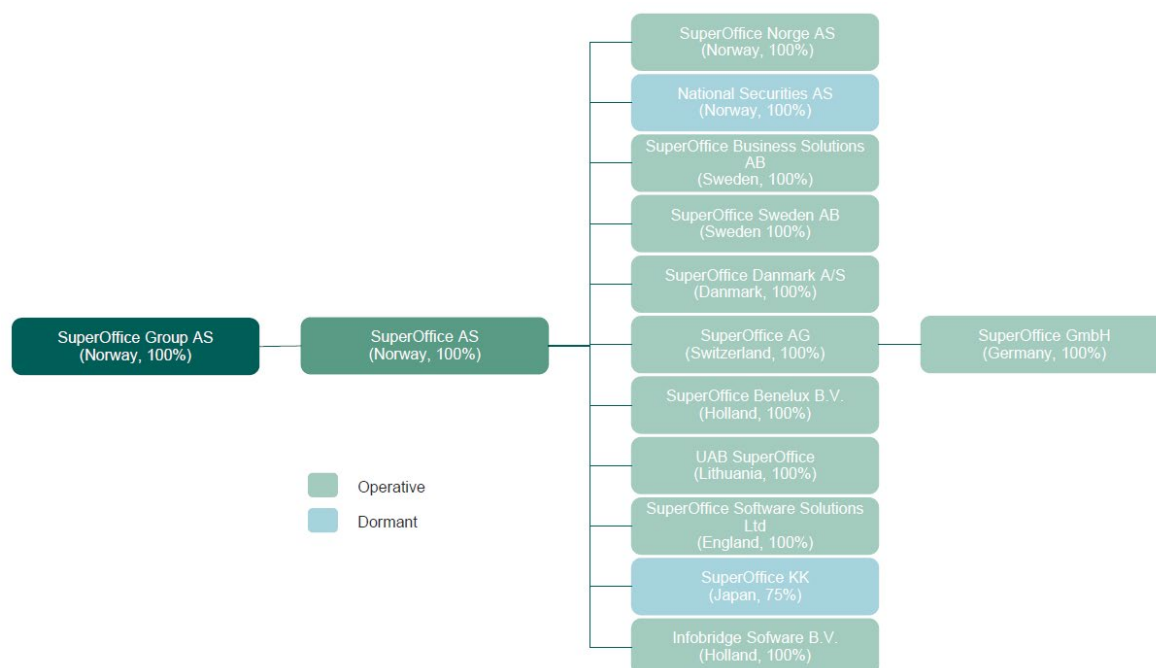 SuperOffice Group AS
(Norway, 100%)
SuperOffice AS
(Norway, 100%)
SuperOffice Norge AS
(Norway, 100%)
National Securities AS
(Norway, 100%)
SuperOffice Business Solutions
AB
(Sweden, 100%)
SuperOffice Sweden AB
(Sweden 100%)
SuperOffice Danmark A/S
(Danmark, 100%)
SuperOffice AG
(Switzerland, 100%)
SuperOffice GmbH
(Germany, 100%)
SuperOffice Benelux B.V.
(Holland, 100%)
UAB SuperOffice
(Lithuania, 100%)
SuperOffice Software Solutions
Ltd
(England, 100%)
SuperOffice KK
(Japan, 75%)
Infobridge Sofware B.V.
(Holland, 100%)
Operative
Dormant